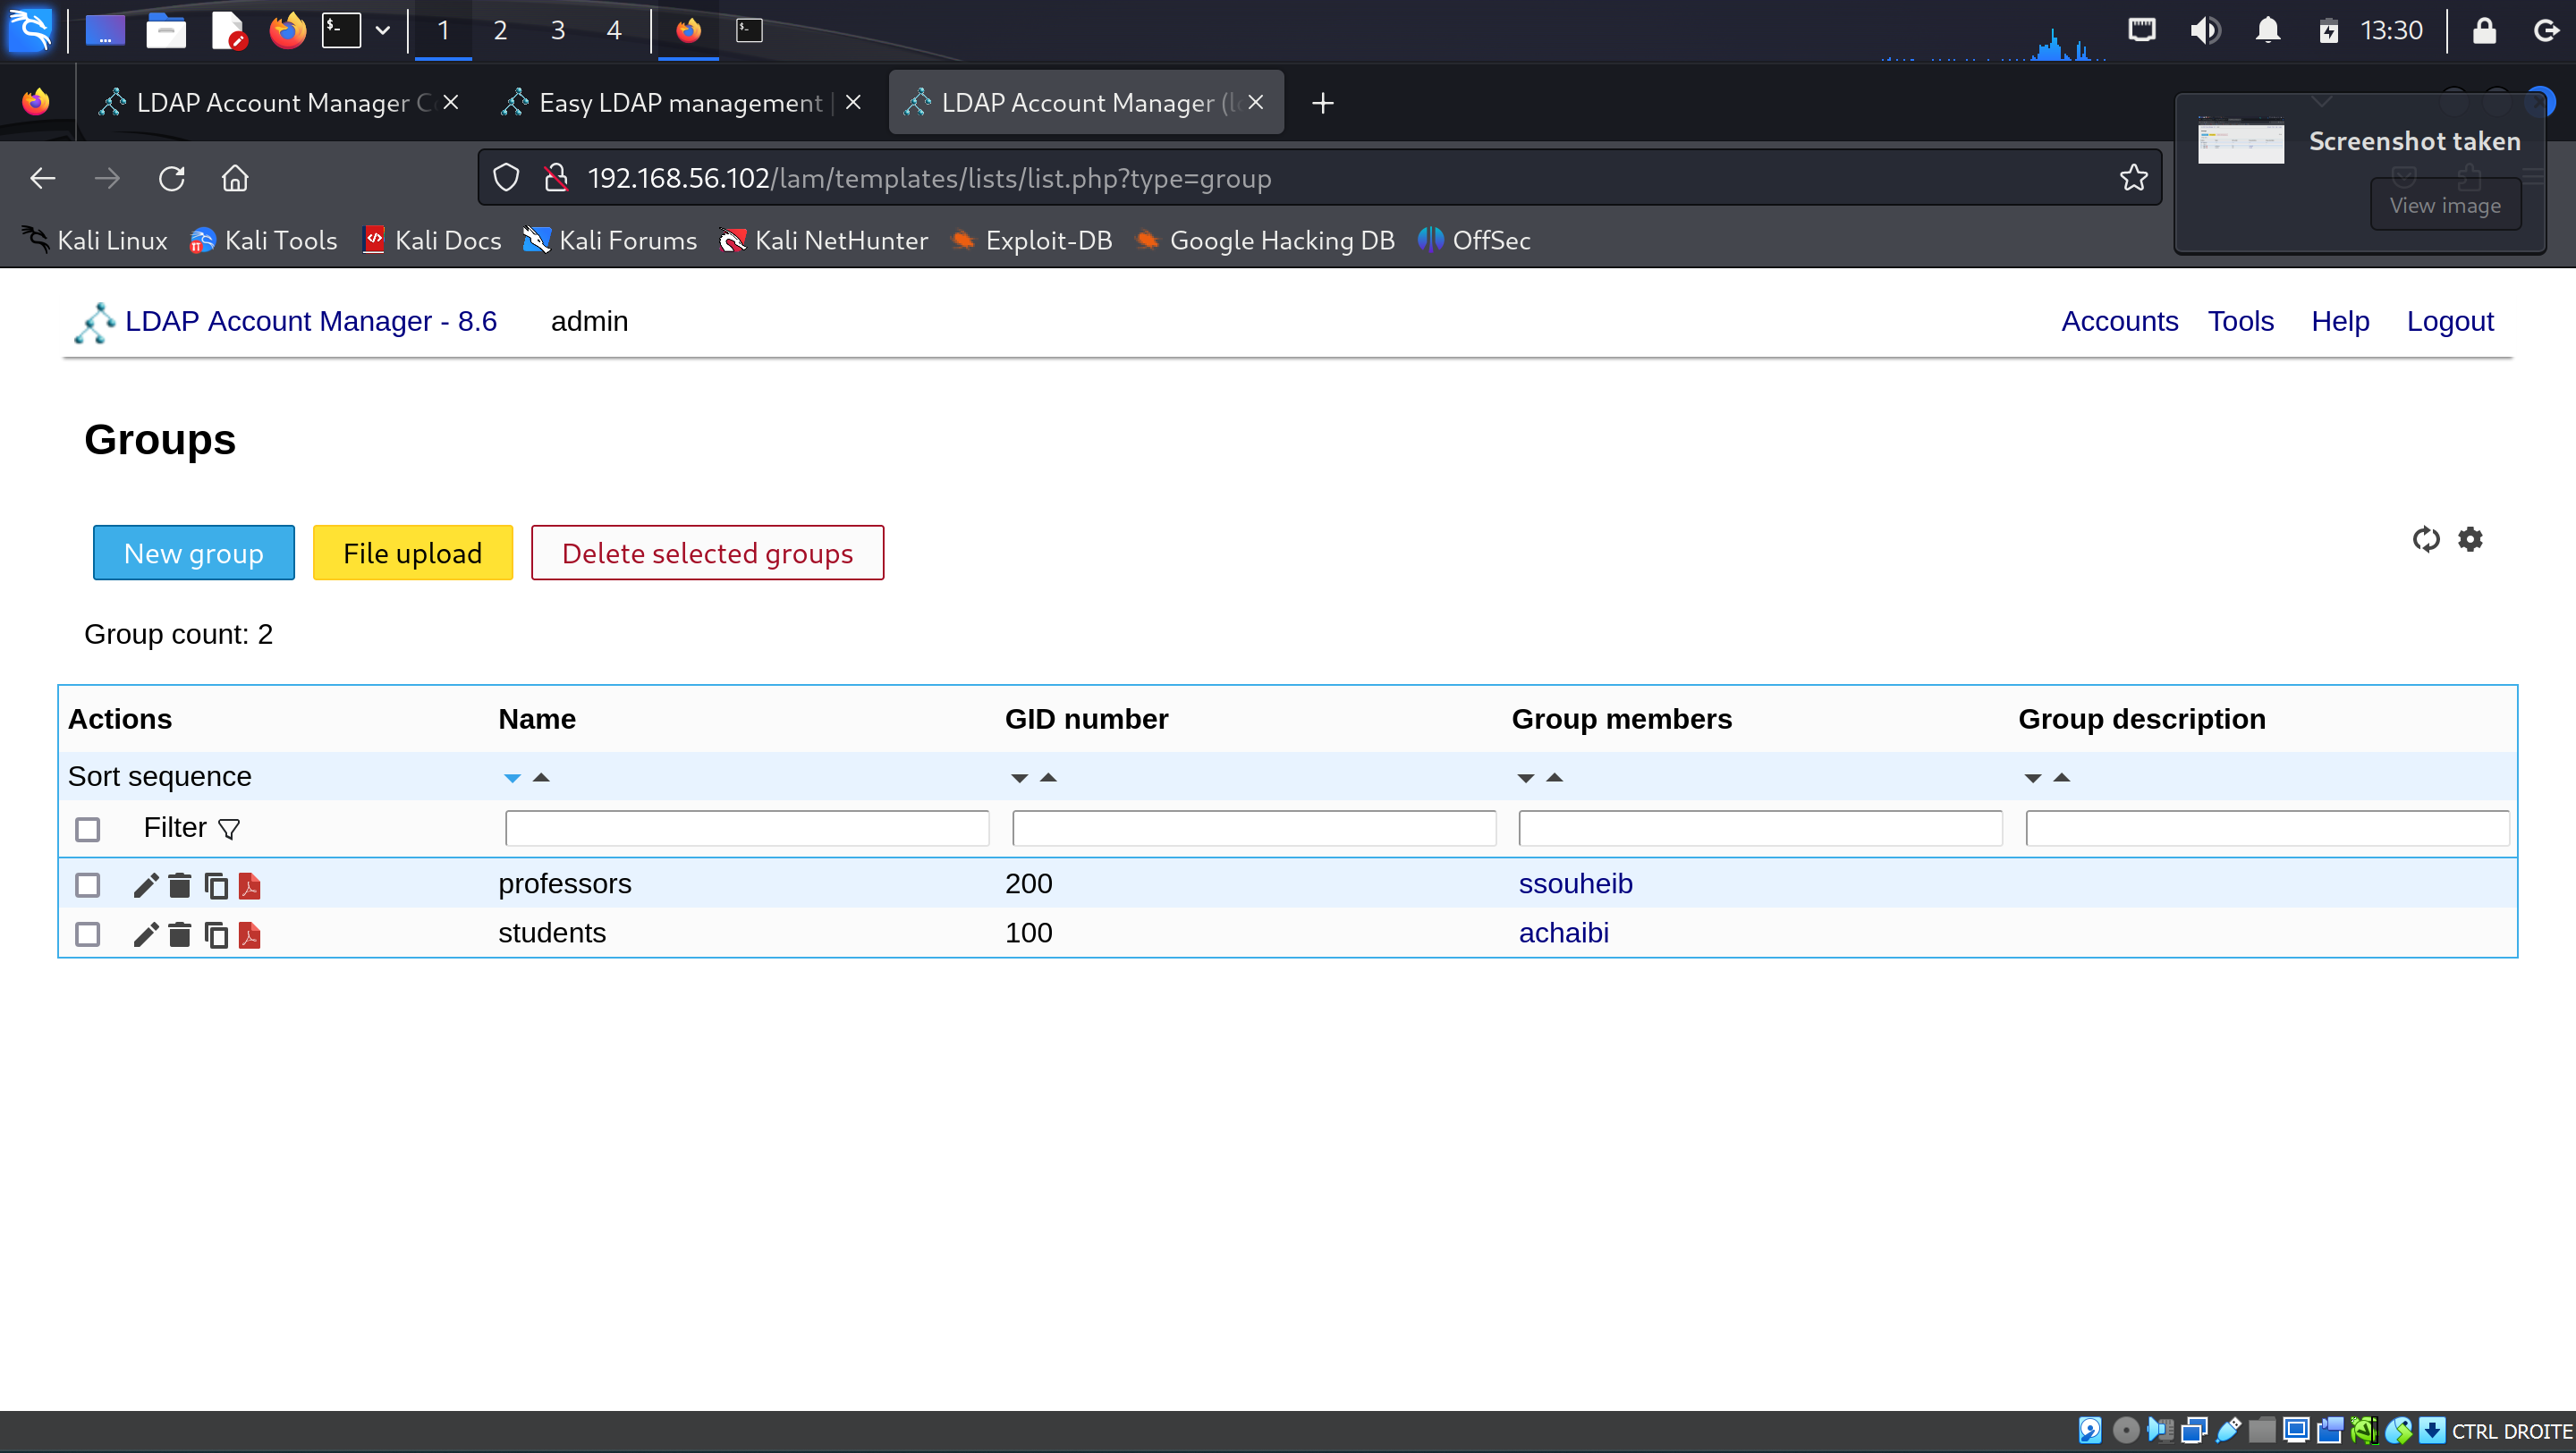 1 2 3 4 13:30
LDAP Account Manager C Easy LDAP management | LDAP Account Manager (lo
Screenshot taken
View image
192.168.56.102/lam/templates/lists/list.php?type=group
Kali Linux Kali Tools Kali Docs Kali Forums Kali NetHunter Exploit-DB Google Hacking DB OffSec
LDAP Account Manager - 8.6 admin Accounts Tools Help Logout
Groups
New group File upload Delete selected groups
Group count: 2
Actions Name GID number Group members Group description
Sort sequence
Filter
professors 200 ssouheib
students 100 achaibi
CTRL DROITE